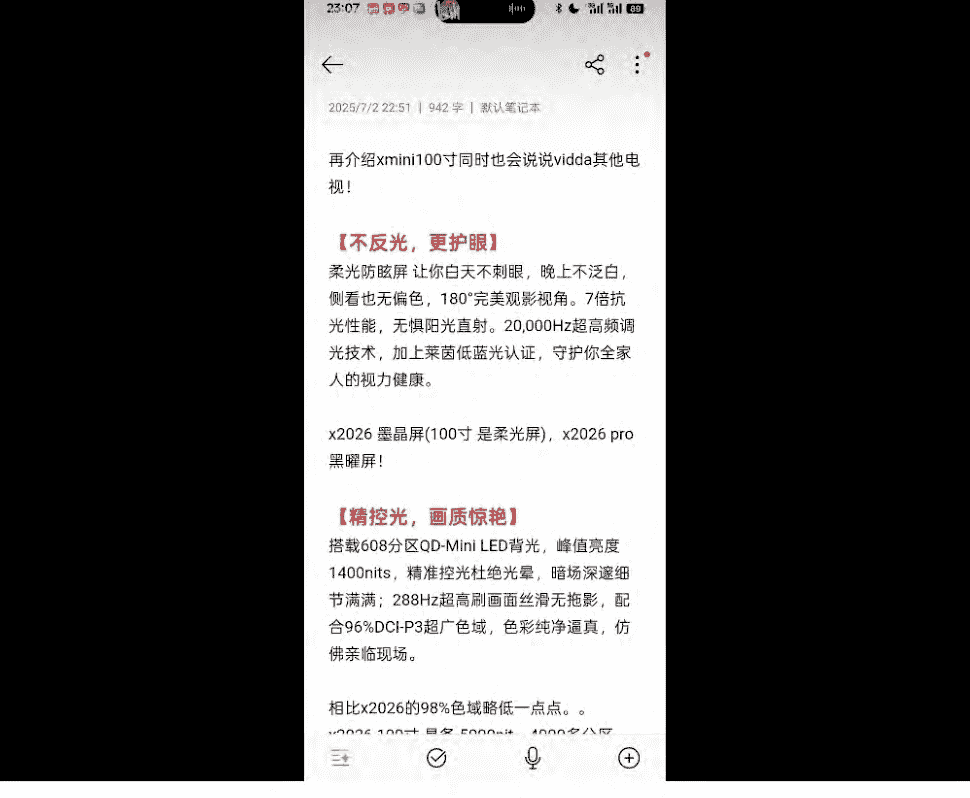 23:07
89
2025/7/2 22:51 | 942 字 | 默认笔记本
再介绍xmini100寸同时也会说说vidda其他电
视！
【不反光，更护眼】
柔光防眩屏 让你白天不刺眼，晚上不泛白，
侧看也无偏色，180°完美观影视角。7倍抗
光性能，无惧阳光直射。20,000Hz超高频调
光技术，加上莱茵低蓝光认证，守护你全家
人的视力健康。
x2026 墨晶屏(100寸 是柔光屏)，x2026 pro
黑曜屏！
【精控光，画质惊艳】
搭载608分区QD-Mini LED背光，峰值亮度
1400nits，精准控光杜绝光晕，暗场深邃细
节满满；288Hz超高刷画面丝滑无拖影，配
合96%DCI-P3超广色域，色彩纯净逼真，仿
佛亲临现场。
相比x2026的98%色域略低一点点。。
x2026 100寸